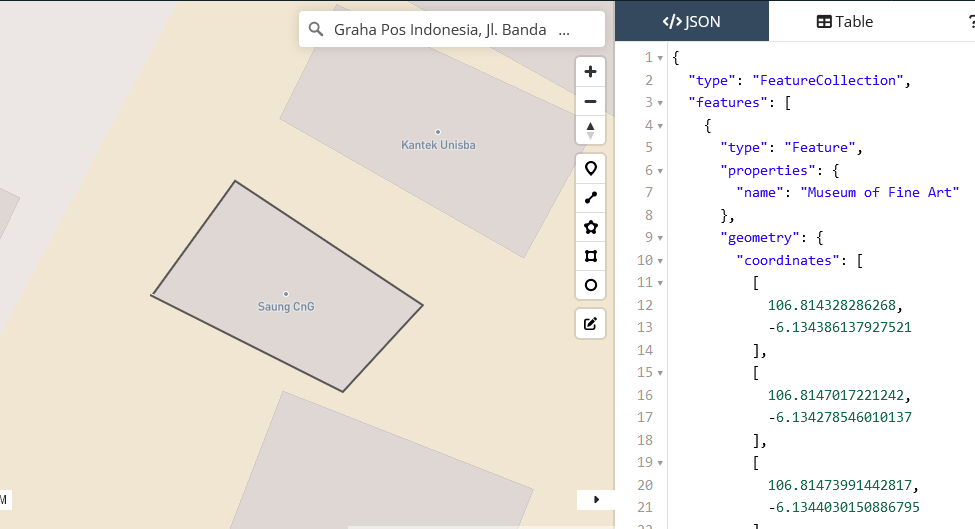 Graha Pos Indonesia, Jl. Banda ...
Kantek Unisba
Saung CnG
M
</> JSON
Table
?
1 {
2 "type": "FeatureCollection",
3 "features": [
4 {
5 "type": "Feature",
6 "properties": {
7 "name": "Museum of Fine Art"
8 },
9 "geometry": {
10 "coordinates": [
11 [
12 106.814328286268,
13 -6.134386137927521
14 ],
15 [
16 106.8147017221242,
17 -6.134278546010137
18 ],
19 [
20 106.81473991442817,
21 -6.1344030150886795
22 ]